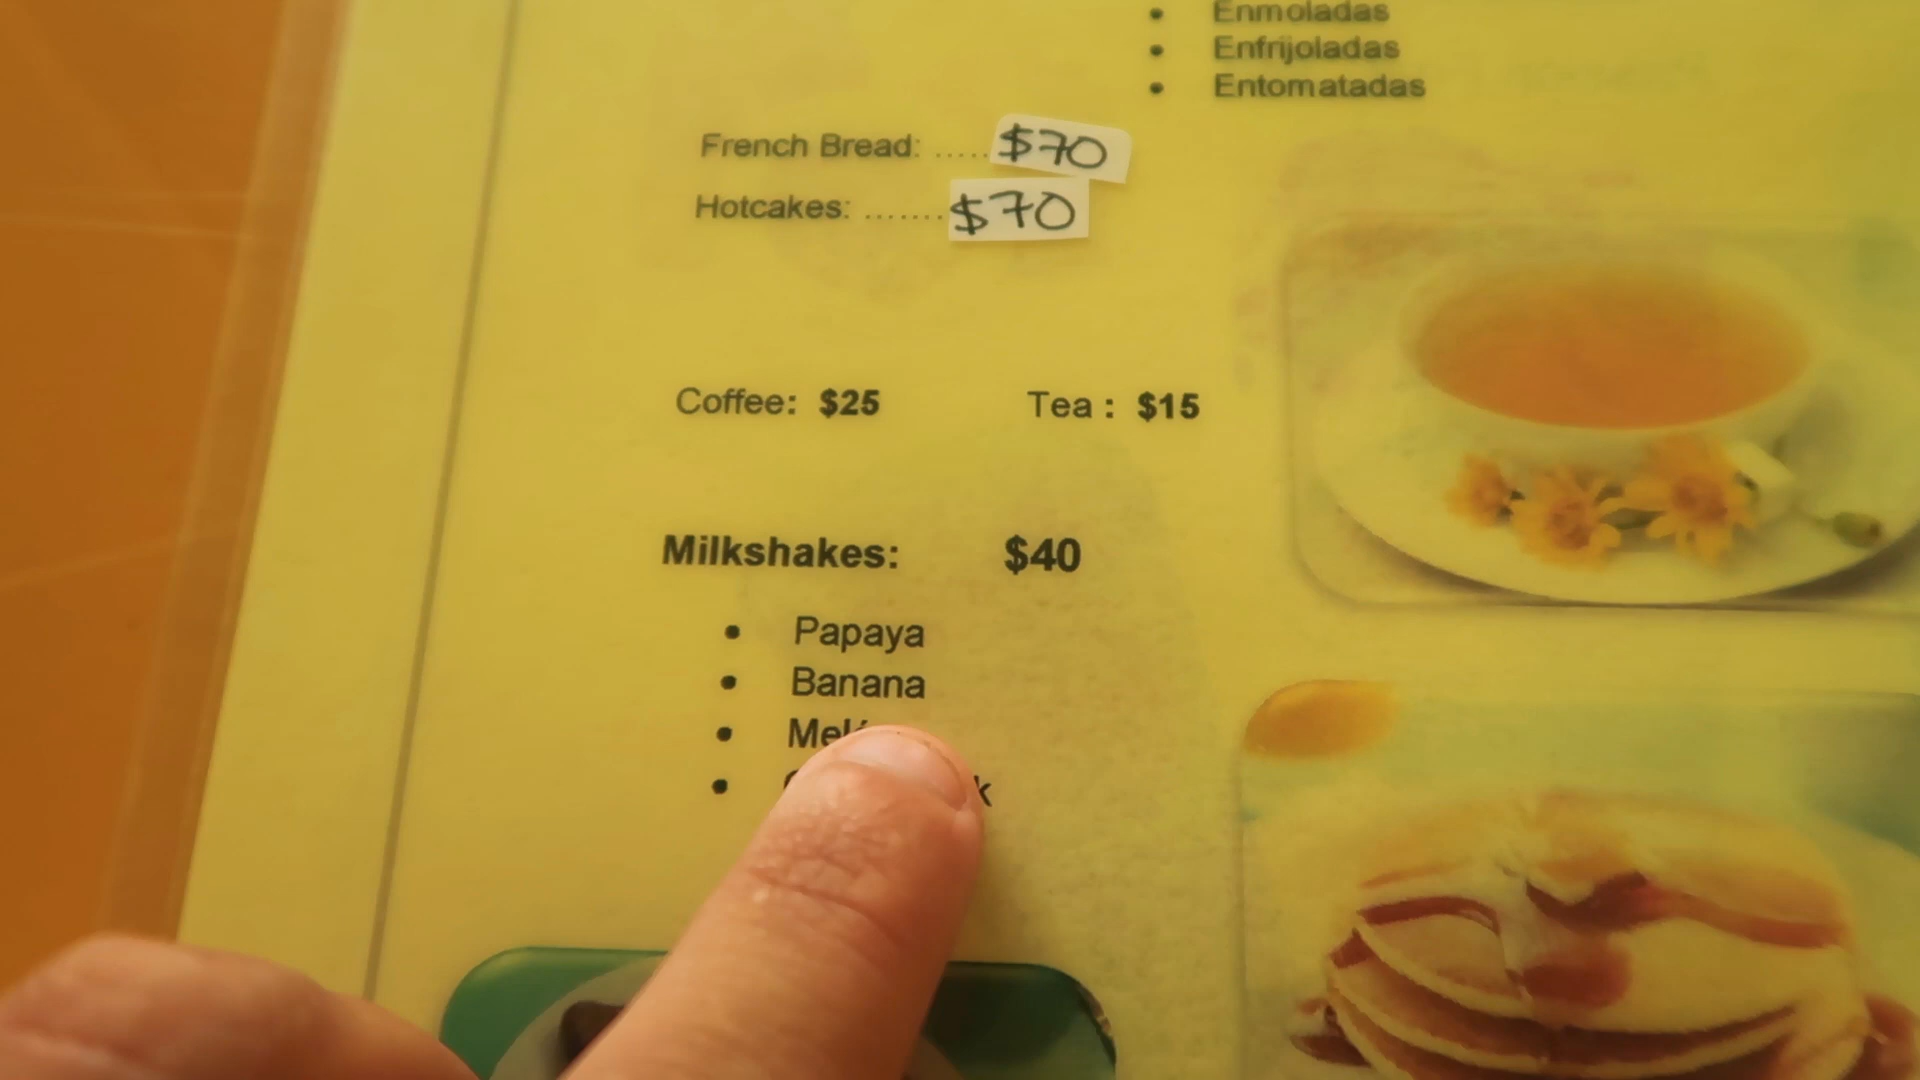 Enmoladas
Enfrijoladas
Entomatadas
French Bread: ..... $70
Hotcakes: ....... $70
Coffee: $25 Tea : $15
Milkshakes: $40
Papaya
Banana